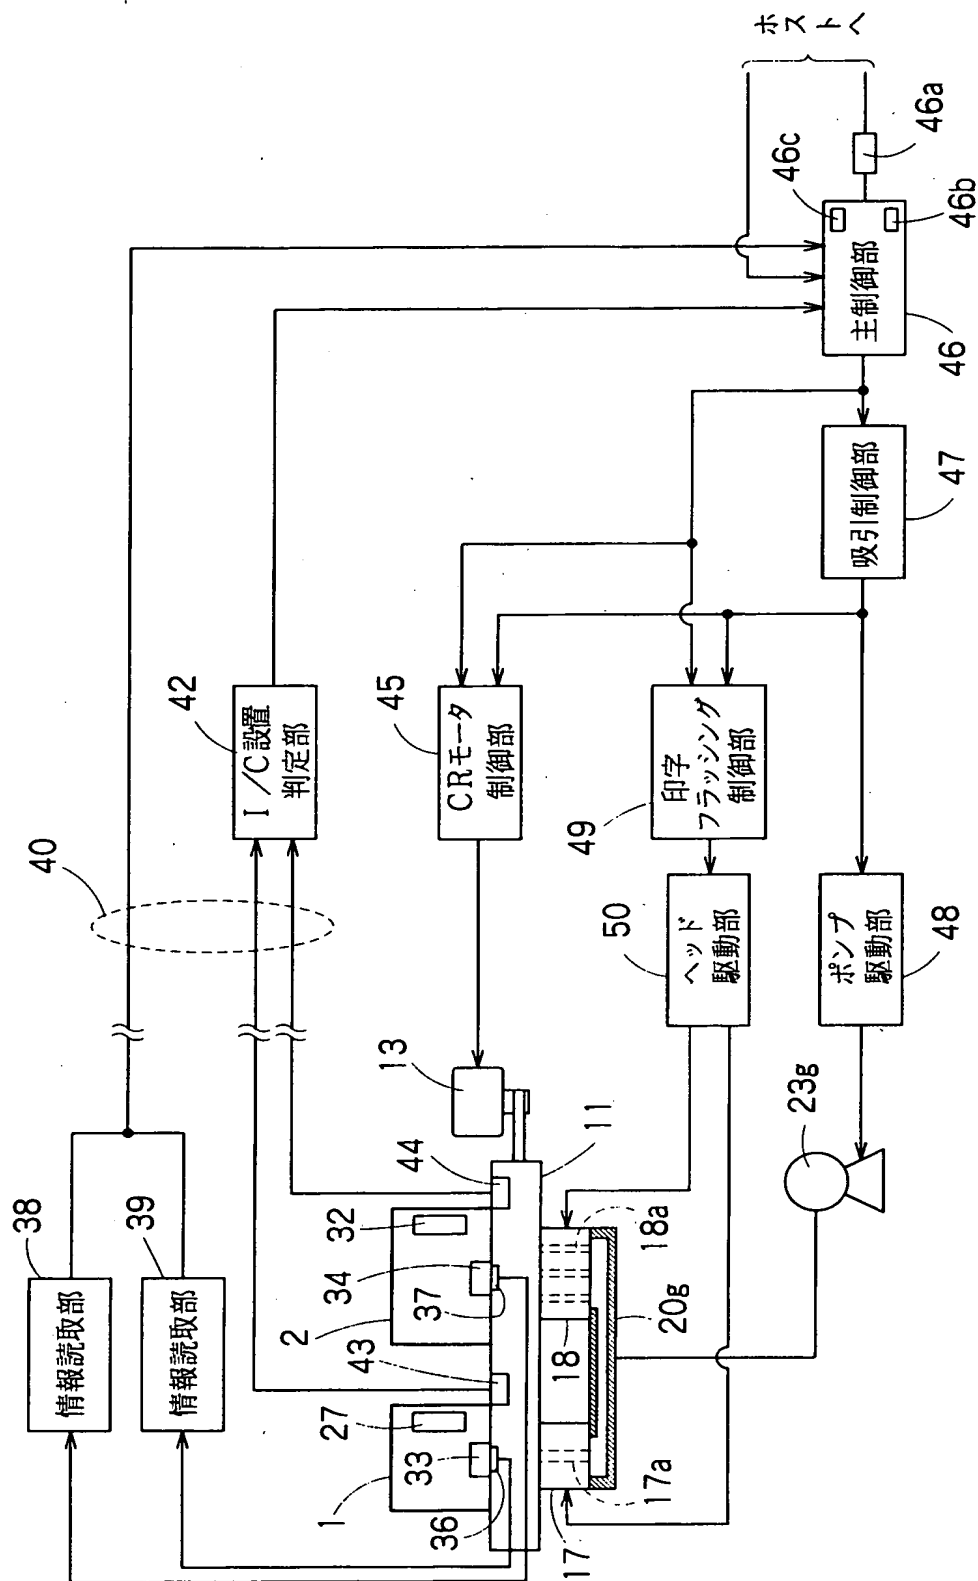 ホストへ
46a
46c
46b
主制御部
46
吸引制御部
47
42
I/C設置
判定部
45
CRモータ
制御部
49
印字
フラッシング
制御部
50
ヘッド
駆動部
ポンプ
駆動部
48
40
38
情報読取部
39
情報読取部
13
11
44
32
34
2
37
43
27
33
1
36
23g
18a
18
20g
17a
17